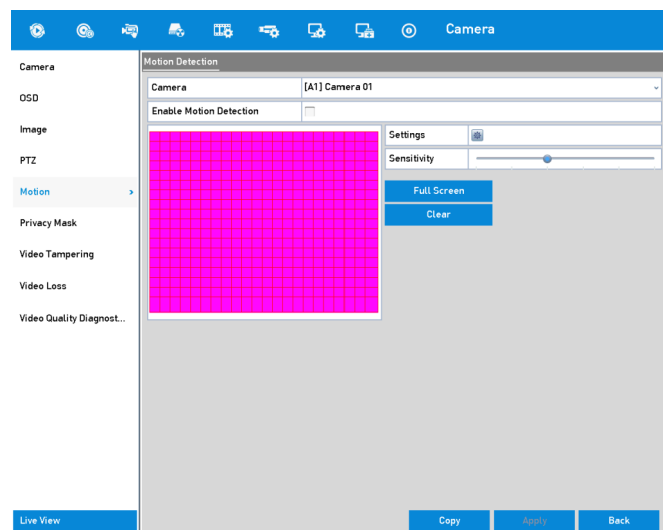 Camera
Camera
OSD
Image
PTZ
Motion
Privacy Mask
Video Tampering
Video Loss
Video Quality Diagnost...
Live View
Motion Detection
Camera [A1] Camera 01
Enable Motion Detection
Settings
Sensitivity
Full Screen
Clear
Copy Apply Back